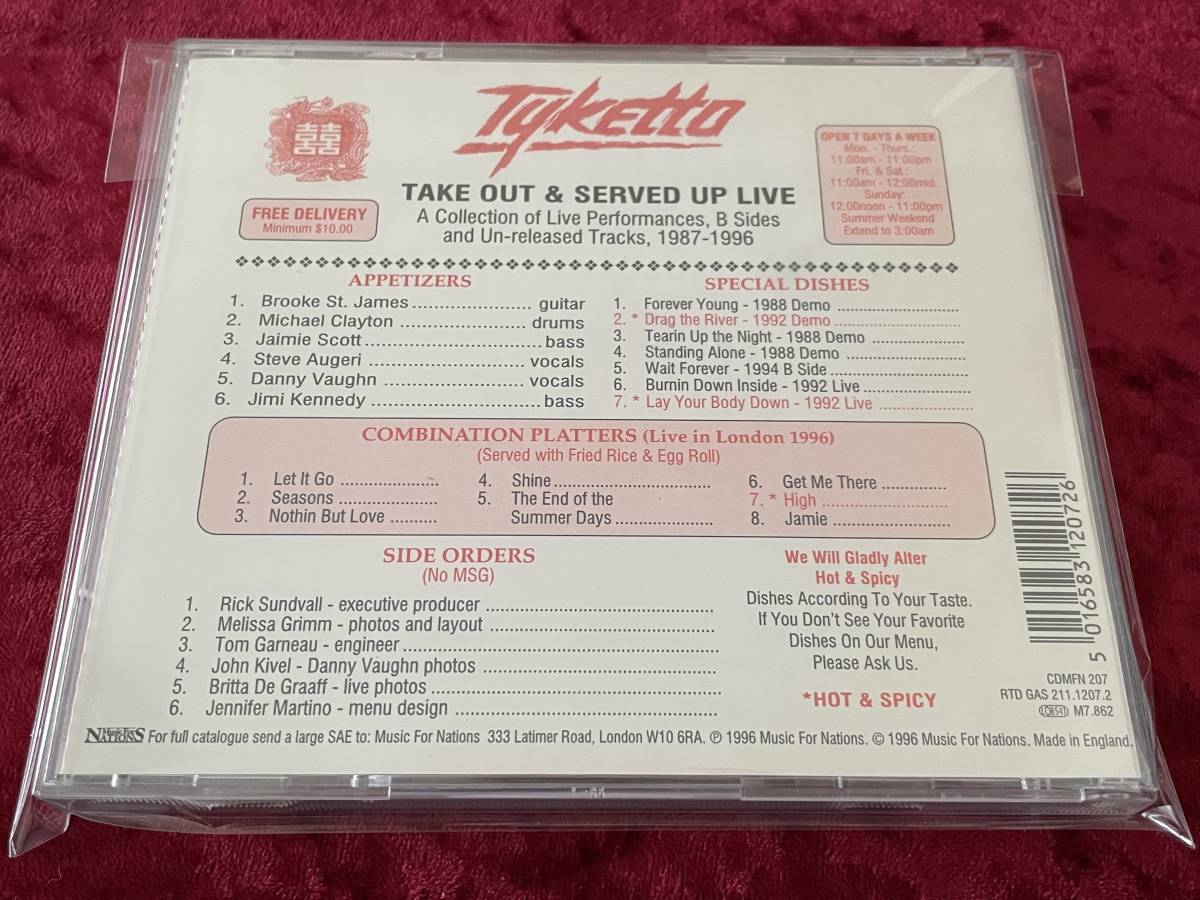 Tyketto
TAKE OUT & SERVED UP LIVE
A Collection of Live Performances, B Sides
and Un-released Tracks, 1987-1996
囍
FREE DELIVERY
Minimum $10.00
OPEN 7 DAYS A WEEK
Mon. - Thurs.:
11:00am - 11:00pm
Fri. & Sat.:
11:00am - 12:00mid.
Sunday:
12:00noon - 11:00pm
Summer Weekend
Extend to 3:00am
APPETIZERS
1. Brooke St. James guitar
2. Michael Clayton drums
3. Jaimie Scott bass
4. Steve Augeri vocals
5. Danny Vaughn vocals
6. Jimi Kennedy bass
SPECIAL DISHES
1. Forever Young - 1988 Demo
2. * Drag the River - 1992 Demo
3. Tearin Up the Night - 1988 Demo
4. Standing Alone - 1988 Demo
5. Wait Forever - 1994 B Side
6. Burnin Down Inside - 1992 Live
7. * Lay Your Body Down - 1992 Live
COMBINATION PLATTERS (Live in London 1996)
(Served with Fried Rice & Egg Roll)
1. Let It Go
2. Seasons
3. Nothin But Love
4. Shine
5. The End of the
Summer Days
6. Get Me There
7. * High
8. Jamie
SIDE ORDERS
(No MSG)
1. Rick Sundvall - executive producer
2. Melissa Grimm - photos and layout
3. Tom Garneau - engineer
4. John Kivel - Danny Vaughn photos
5. Britta De Graaff - live photos
6. Jennifer Martino - menu design
We Will Gladly Alter
Hot & Spicy
Dishes According To Your Taste.
If You Don't See Your Favorite
Dishes On Our Menu,
Please Ask Us.
*HOT & SPICY
5 016583 120726
CDMFN 207
RTD GAS 211.1207.2
LC 8541 M7.862
Music For Nations For full catalogue send a large SAE to: Music For Nations 333 Latimer Road, London W10 6RA. ℗ 1996 Music For Nations. © 1996 Music For Nations. Made in England.